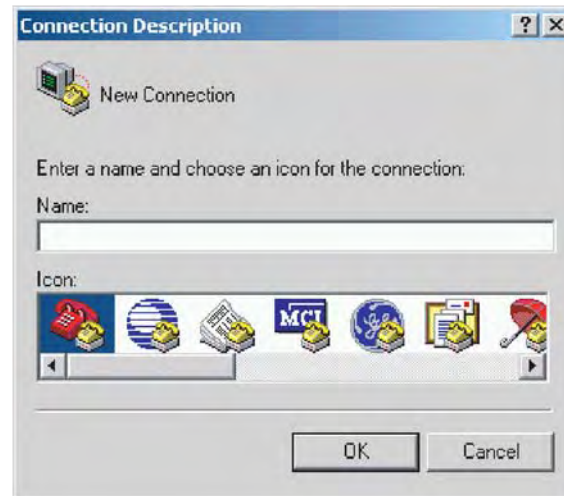 Connection Description
New Connection
Enter a name and choose an icon for the connection:
Name:
Icon:
MCI
OK Cancel